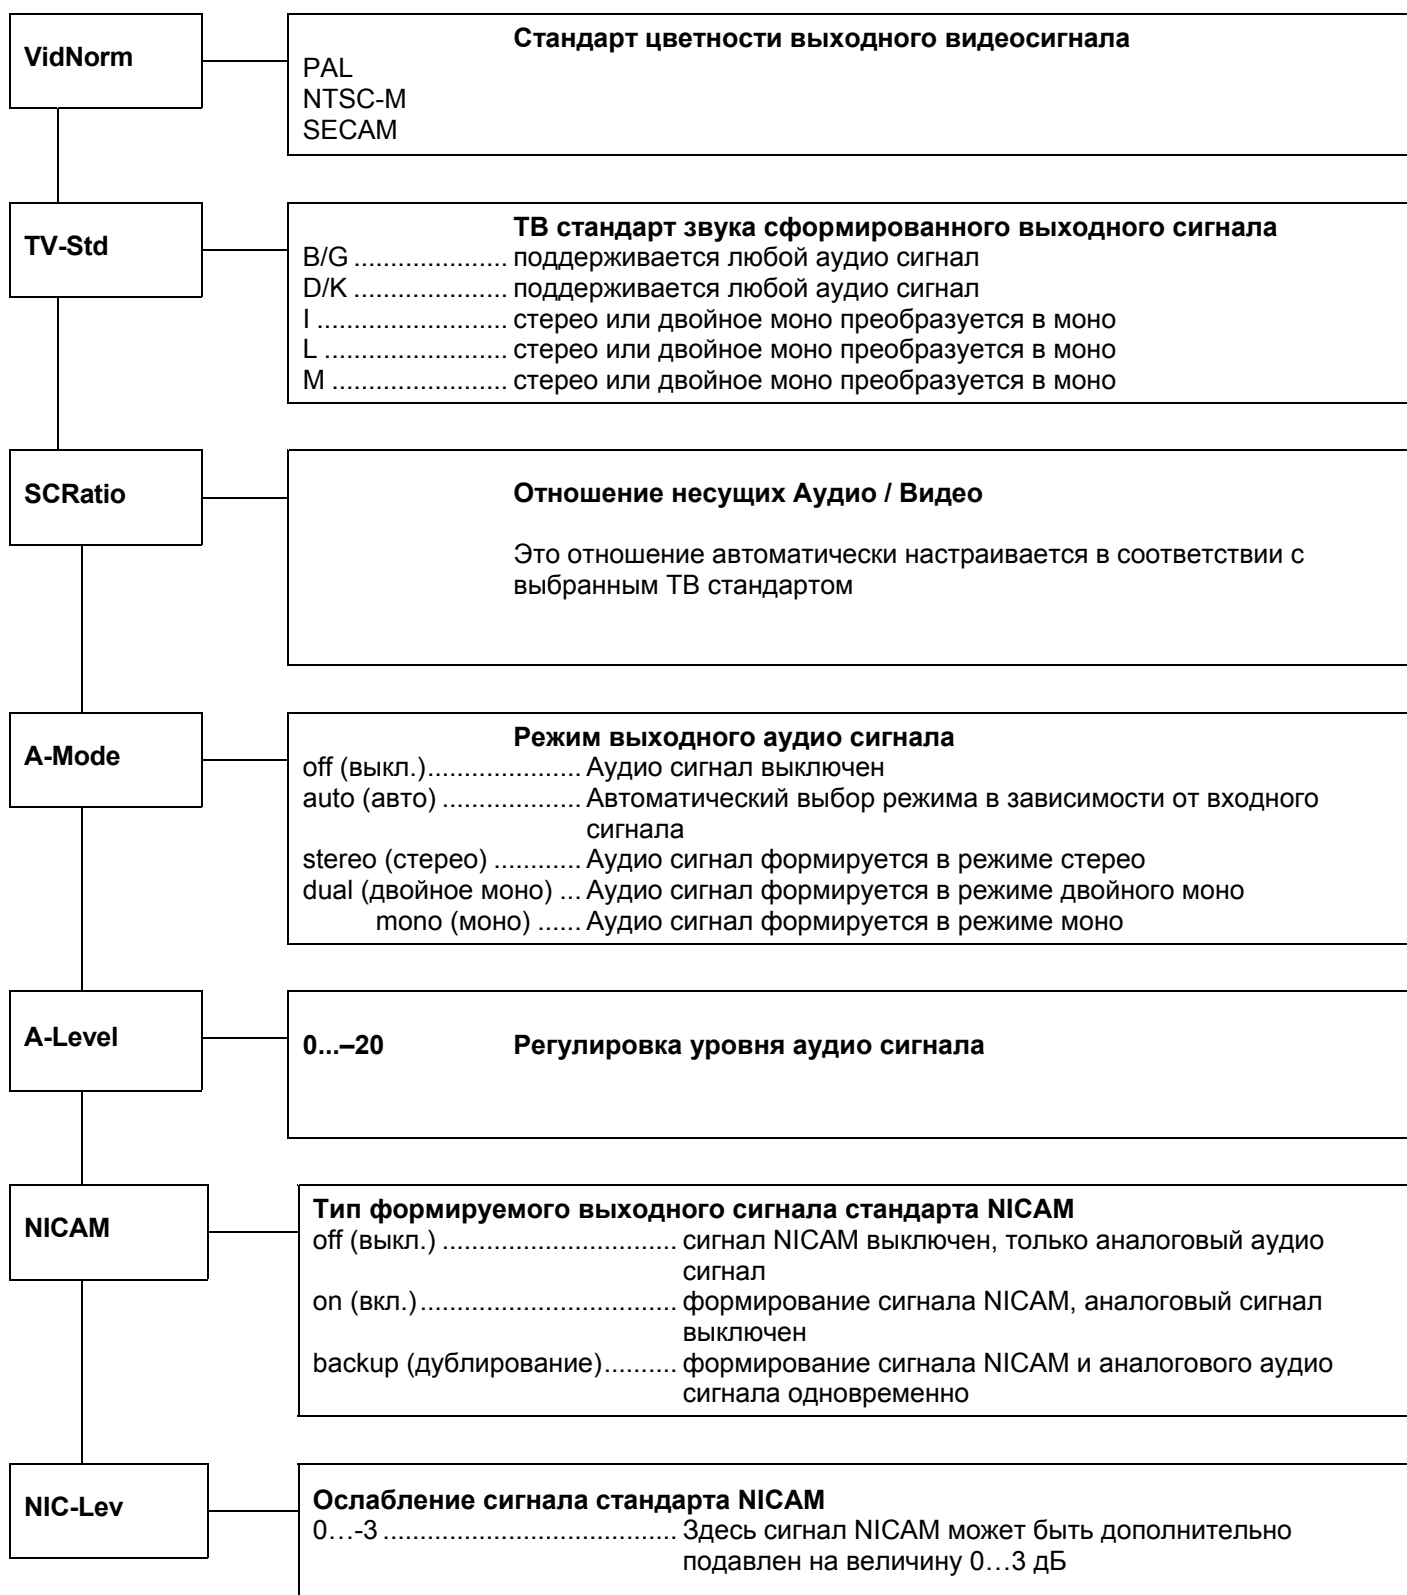 VidNorm
Стандарт цветности выходного видеосигнала
PAL
NTSC-M
SECAM
TV-Std
ТВ стандарт звука сформированного выходного сигнала
B/G ..................... поддерживается любой аудио сигнал
D/K ..................... поддерживается любой аудио сигнал
I .......................... стерео или двойное моно преобразуется в моно
L ......................... стерео или двойное моно преобразуется в моно
M ........................ стерео или двойное моно преобразуется в моно
SCRatio
Отношение несущих Аудио / Видео
Это отношение автоматически настраивается в соответствии с
выбранным ТВ стандартом
A-Mode
Режим выходного аудио сигнала
off (выкл.)..................... Аудио сигнал выключен
auto (авто) ................... Автоматический выбор режима в зависимости от входного
сигнала
stereo (стерео) ............ Аудио сигнал формируется в режиме стерео
dual (двойное моно) ... Аудио сигнал формируется в режиме двойного моно
mono (моно) ...... Аудио сигнал формируется в режиме моно
A-Level
0...–20 Регулировка уровня аудио сигнала
NICAM
Тип формируемого выходного сигнала стандарта NICAM
off (выкл.) ................................ сигнал NICAM выключен, только аналоговый аудио
сигнал
on (вкл.)................................... формирование сигнала NICAM, аналоговый сигнал
выключен
backup (дублирование).......... формирование сигнала NICAM и аналогового аудио
сигнала одновременно
NIC-Lev
Ослабление сигнала стандарта NICAM
0…-3 ........................................ Здесь сигнал NICAM может быть дополнительно
подавлен на величину 0…3 дБ